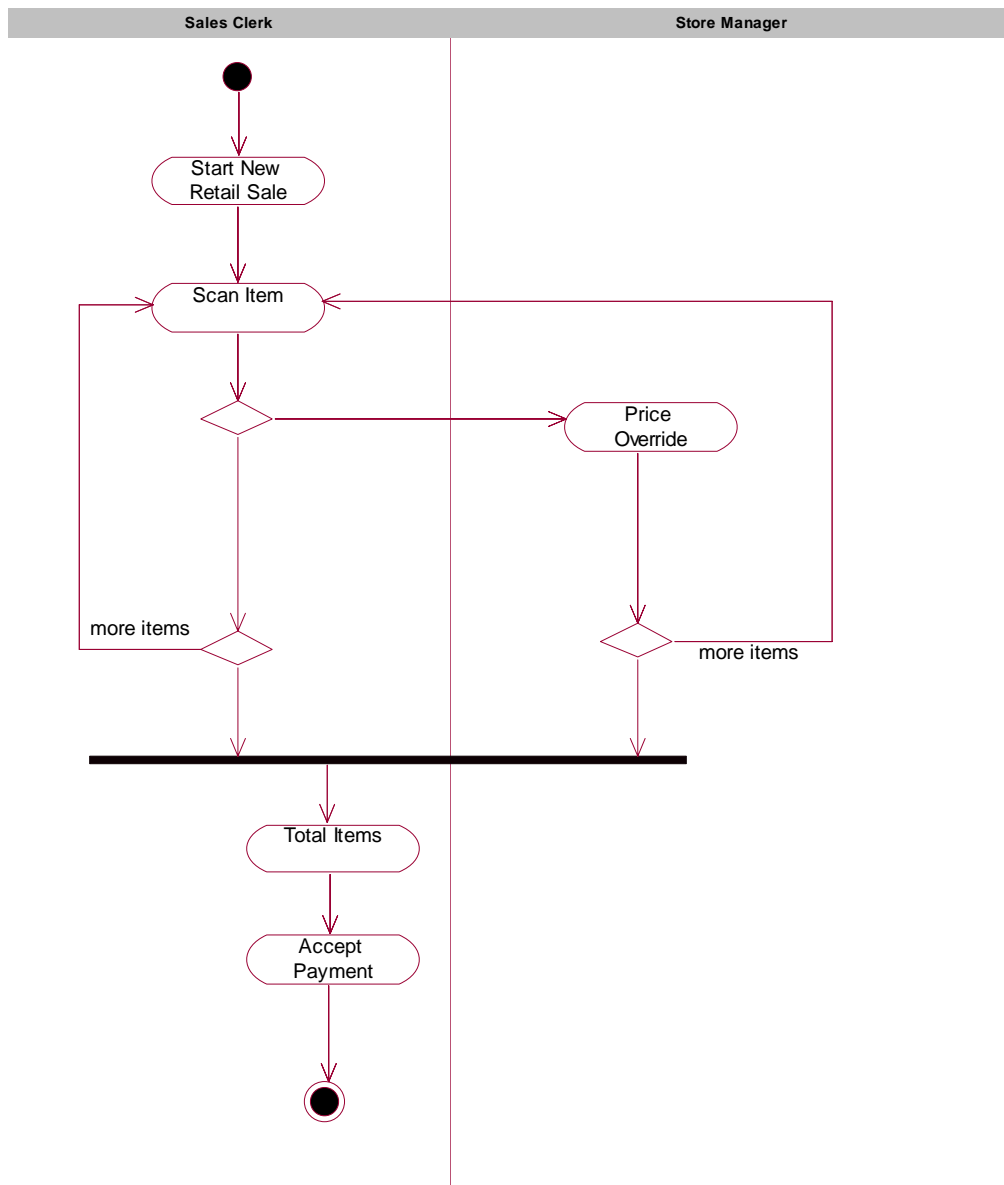 Sales Clerk
Store Manager
Start New
Retail Sale
Scan Item
Price
Override
more items
more items
Total Items
Accept
Payment